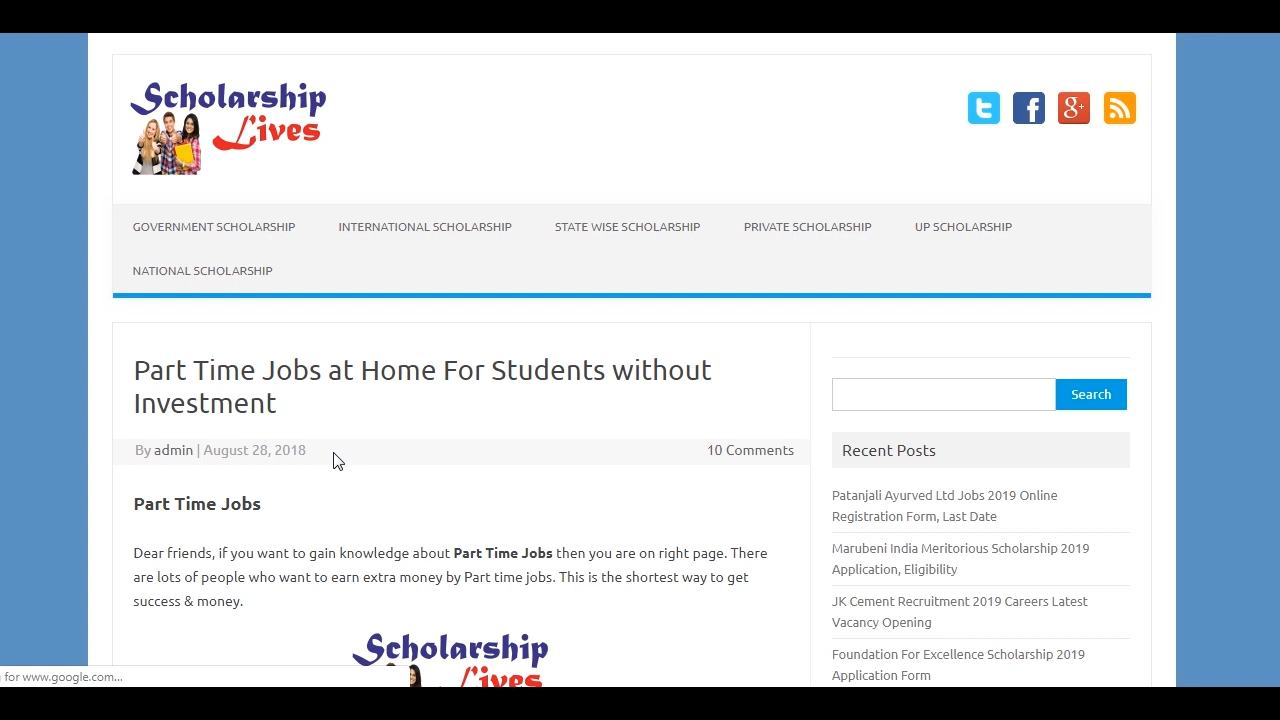 Scholarship
Lives
GOVERNMENT SCHOLARSHIP INTERNATIONAL SCHOLARSHIP STATE WISE SCHOLARSHIP PRIVATE SCHOLARSHIP UP SCHOLARSHIP
NATIONAL SCHOLARSHIP
Part Time Jobs at Home For Students without
Investment
By admin | August 28, 2018 10 Comments
Part Time Jobs
Dear friends, if you want to gain knowledge about Part Time Jobs then you are on right page. There
are lots of people who want to earn extra money by Part time jobs. This is the shortest way to get
success & money.
Scholarship
Lives
Search
Recent Posts
Patanjali Ayurved Ltd Jobs 2019 Online
Registration Form, Last Date
Marubeni India Meritorious Scholarship 2019
Application, Eligibility
JK Cement Recruitment 2019 Careers Latest
Vacancy Opening
Foundation For Excellence Scholarship 2019
Application Form
for www.google.com...